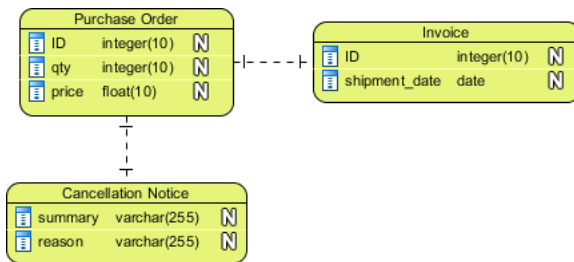 Purchase Order
ID integer(10) N
qty integer(10) N
price float(10) N
Invoice
ID integer(10) N
shipment_date date N
Cancellation Notice
summary varchar(255) N
reason varchar(255) N